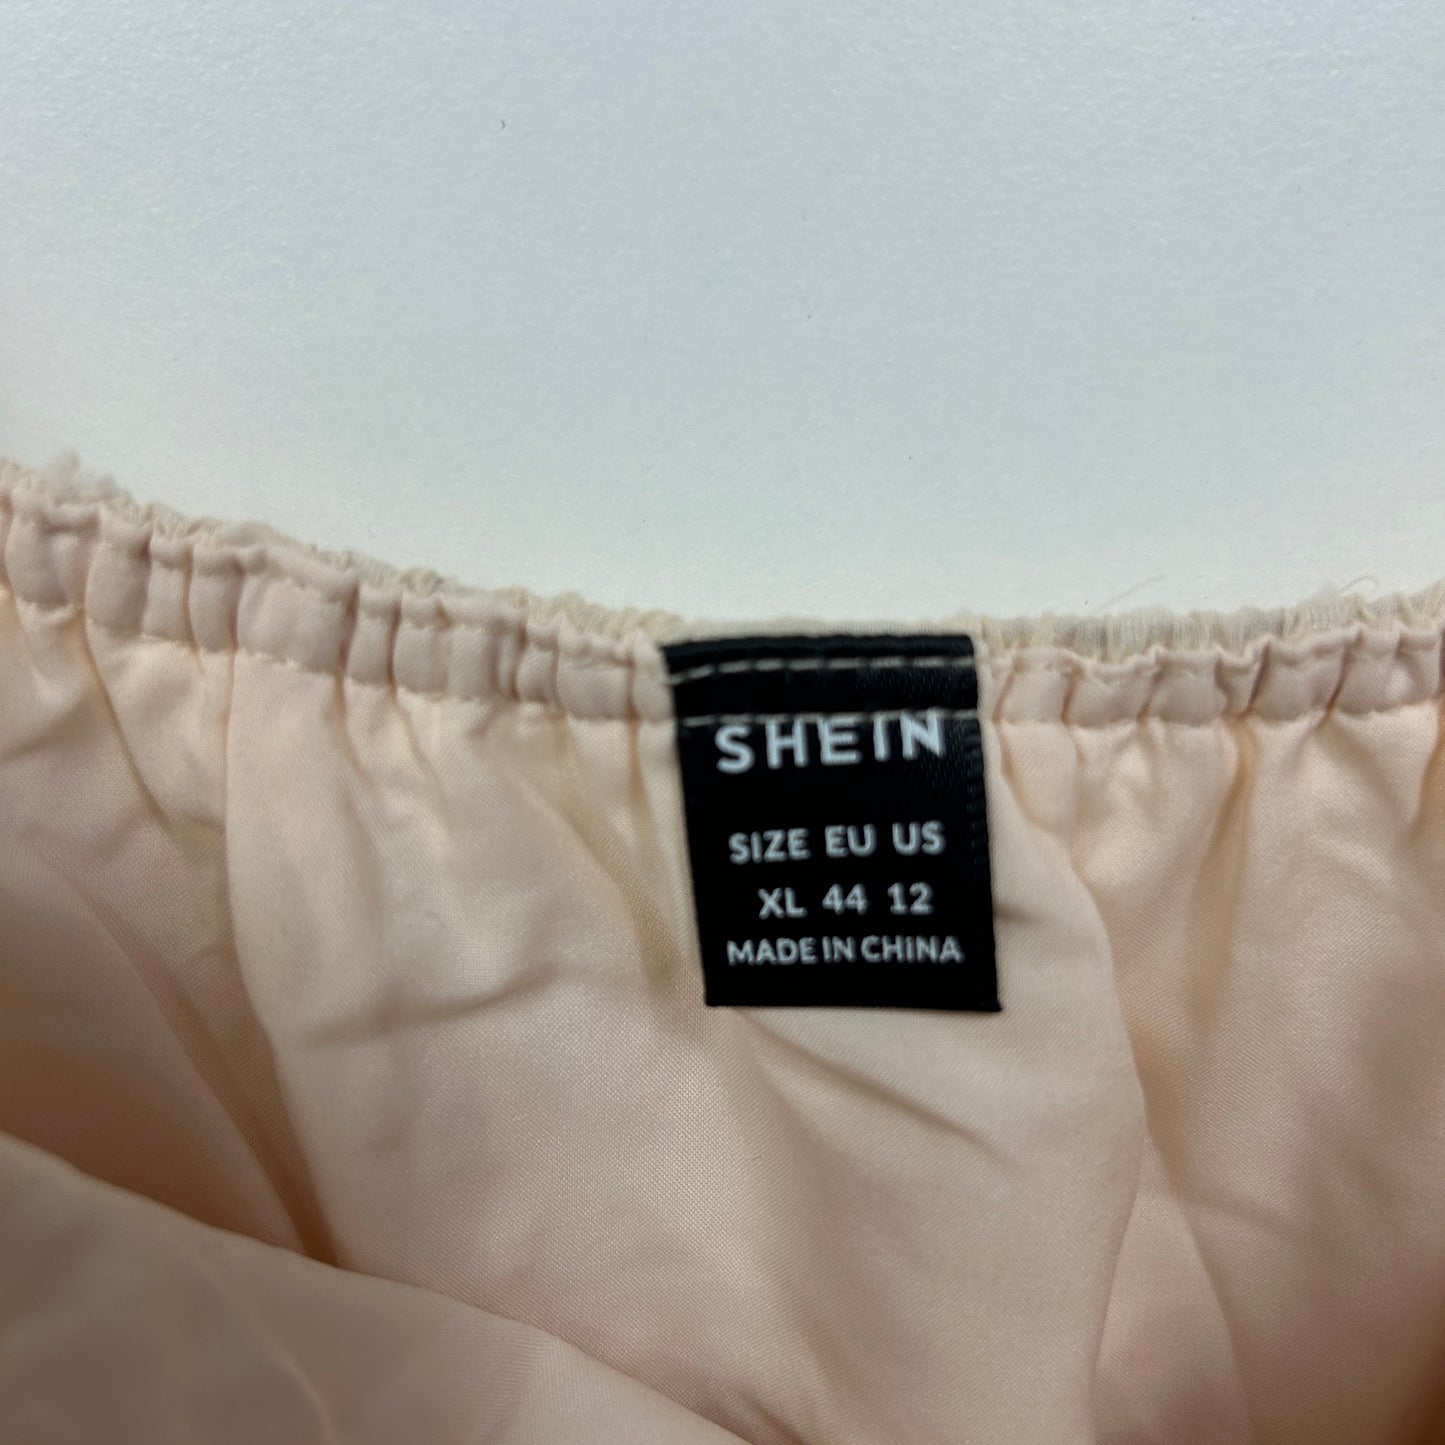 SHEIN
SIZE EU US
XL 44 12
MADE IN CHINA